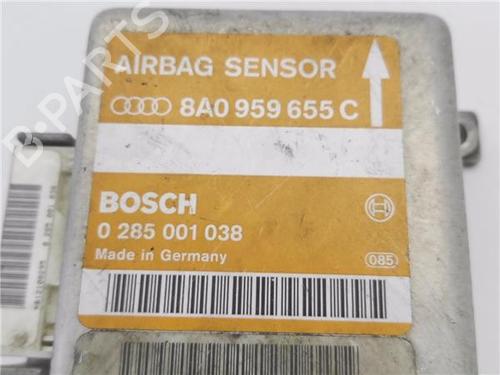 AIRBAG SENSOR
8A0 959 655 C
BOSCH
0 285 001 038
Made in Germany
085
B-PARTS